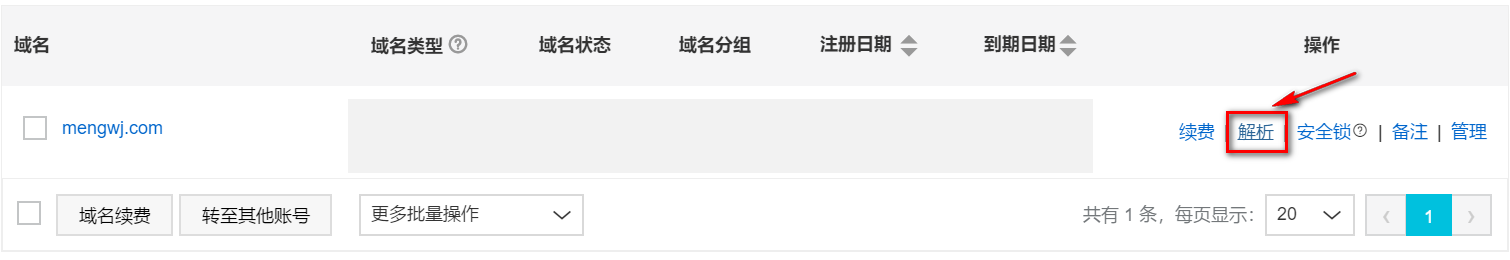 域名 域名类型 ? 域名状态 域名分组 注册日期 到期日期 操作
mengwj.com 续费 | 解析 | 安全锁 ? | 备注 | 管理
域名续费 转至其他账号 更多批量操作 共有 1 条，每页显示： 20 ‹ 1 ›